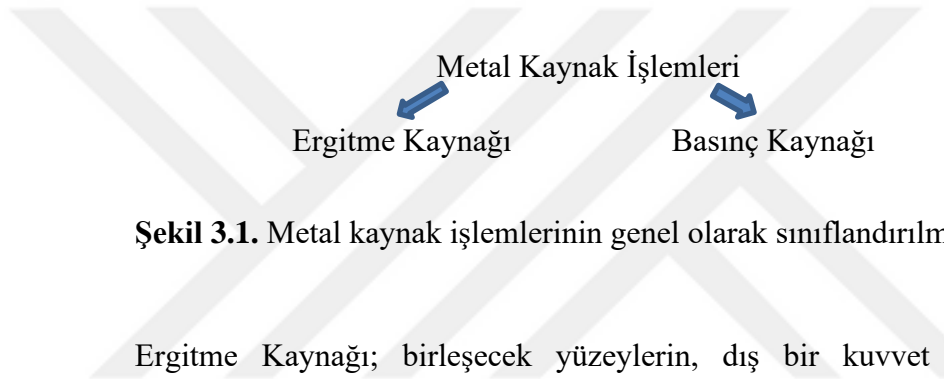 Metal Kaynak İşlemleri
Ergitme Kaynağı Basınç Kaynağı
Şekil 3.1. Metal kaynak işlemlerinin genel olarak
Ergitme Kaynağı; birleşecek yüzeylerin, dış bir kuvvet